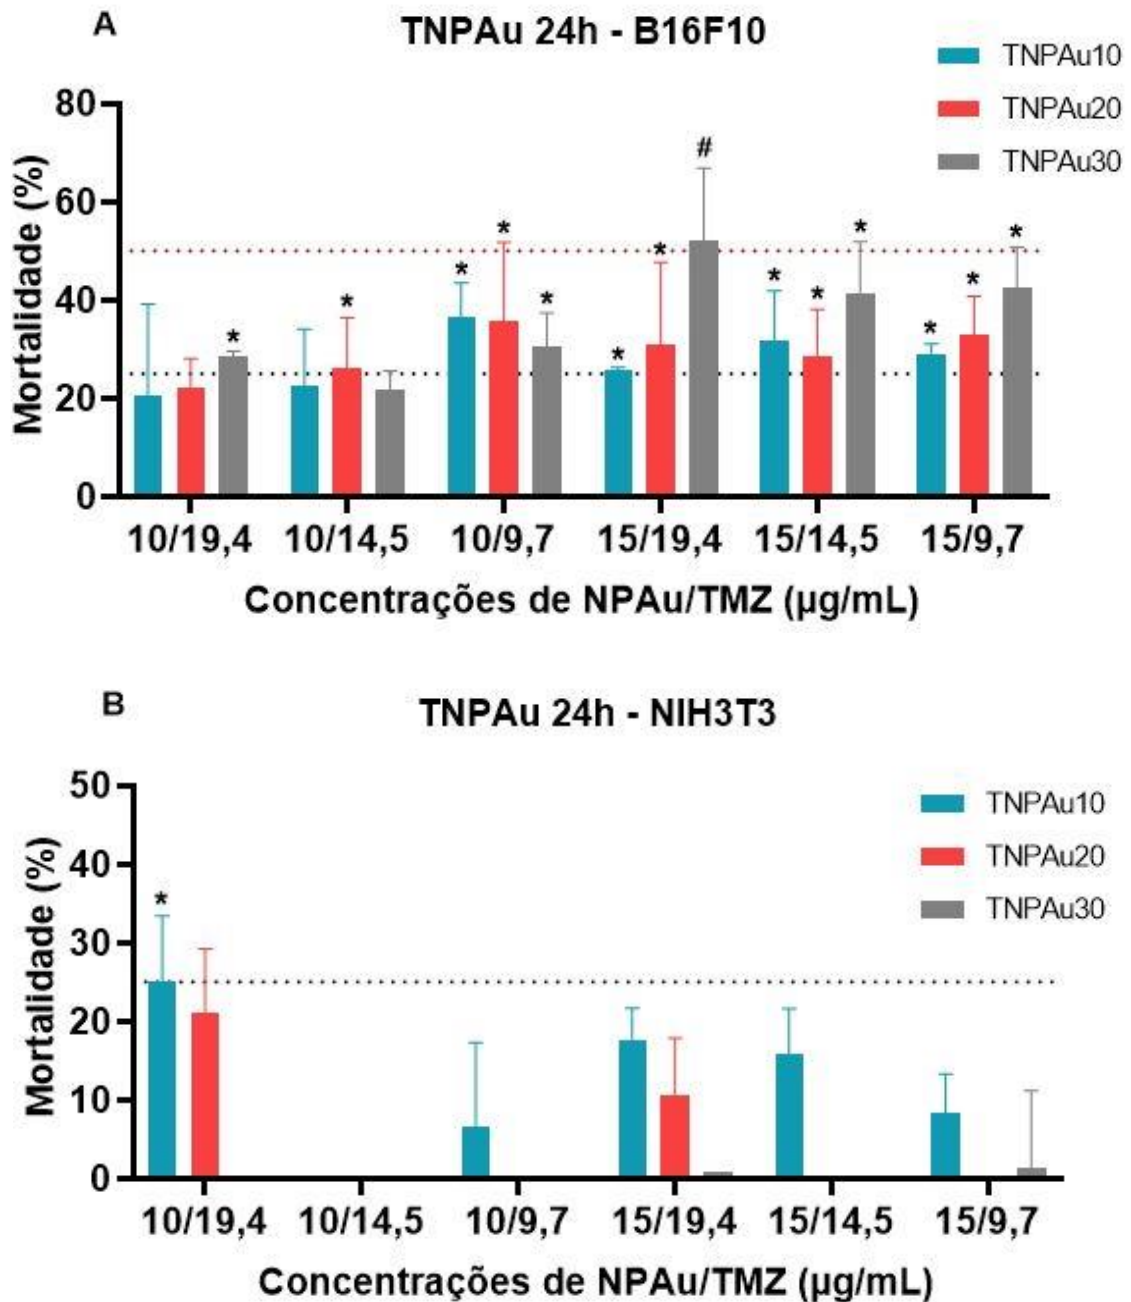 A
TNPAu 24h - B16F10
TNPAu10
TNPAu20
TNPAu30
Mortalidade (%)
80
60
40
20
0
#
*
*
*
*
*
*
*
*
*
*
*
*
*
*
10/19,4 10/14,5 10/9,7 15/19,4 15/14,5 15/9,7
Concentrações de NPAu/TMZ (µg/mL)
B
TNPAu 24h - NIH3T3
TNPAu10
TNPAu20
TNPAu30
Mortalidade (%)
50
40
30
20
10
0
*
10/19,4 10/14,5 10/9,7 15/19,4 15/14,5 15/9,7
Concentrações de NPAu/TMZ (µg/mL)